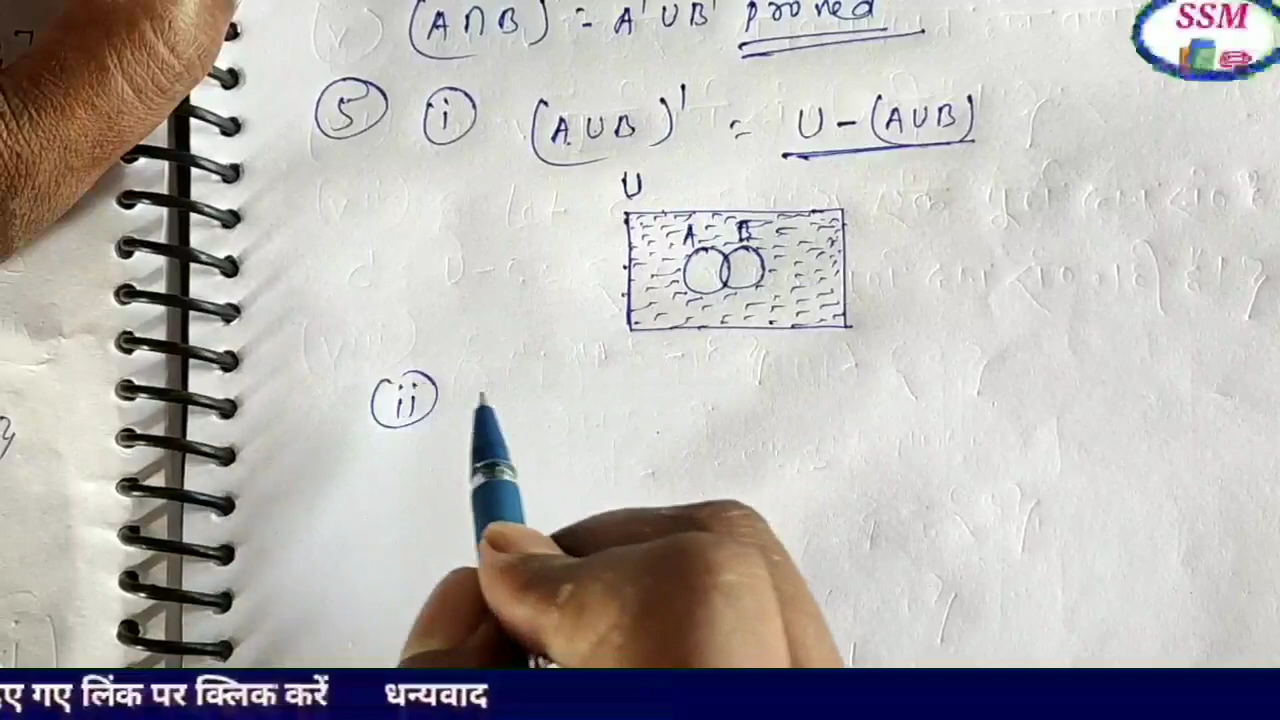 (A∩B)' = A'∪B' proved
SSM
5 i (A∪B)' = U-(A∪B)
U
A B
ii
गए लिंक पर क्लिक करें धन्यवाद